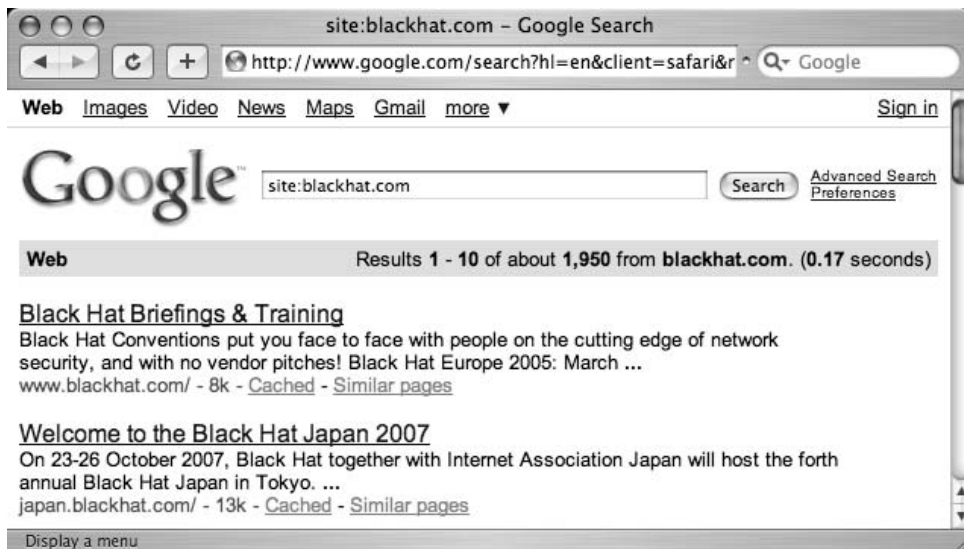 site:blackhat.com – Google Search
http://www.google.com/search?hl=en&client=safari&r
Google
Web Images Video News Maps Gmail more ▼ Sign in
Google™ site:blackhat.com Search Advanced Search
Preferences
Web Results 1 - 10 of about 1,950 from blackhat.com. (0.17 seconds)
Black Hat Briefings & Training
Black Hat Conventions put you face to face with people on the cutting edge of network
security, and with no vendor pitches! Black Hat Europe 2005: March ...
www.blackhat.com/ - 8k - Cached - Similar pages
Welcome to the Black Hat Japan 2007
On 23-26 October 2007, Black Hat together with Internet Association Japan will host the forth
annual Black Hat Japan in Tokyo. ...
japan.blackhat.com/ - 13k - Cached - Similar pages
Display a menu